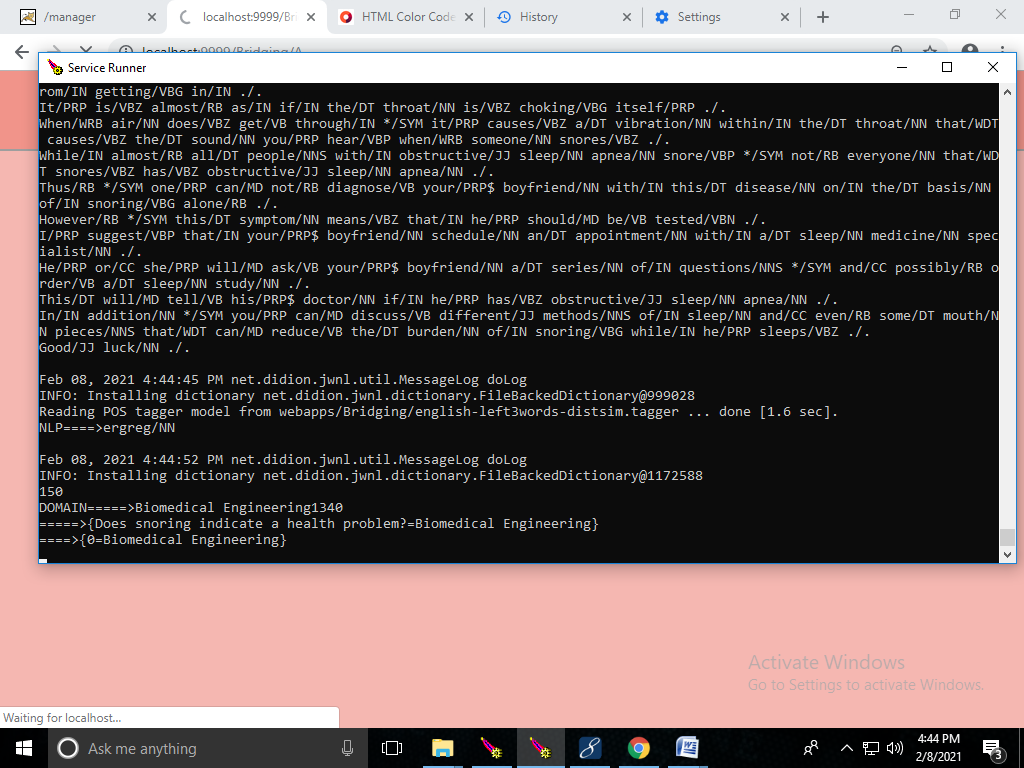 /manager
localhost:9999/Bri
HTML Color Code
History
Settings
localhost:9999/Bridging/A
Service Runner
rom/IN getting/VBG in/IN ./.
It/PRP is/VBZ almost/RB as/IN if/IN the/DT throat/NN is/VBZ choking/VBG itself/PRP ./.
When/WRB air/NN does/VBZ get/VB through/IN */SYM it/PRP causes/VBZ a/DT vibration/NN within/IN the/DT throat/NN that/WDT
causes/VBZ the/DT sound/NN you/PRP hear/VBP when/WRB someone/NN snores/VBZ ./.
While/IN almost/RB all/DT people/NNS with/IN obstructive/JJ sleep/NN apnea/NN snore/VBP */SYM not/RB everyone/NN that/WD
T snores/VBZ has/VBZ obstructive/JJ sleep/NN apnea/NN ./.
Thus/RB */SYM one/PRP can/MD not/RB diagnose/VB your/PRP$ boyfriend/NN with/IN this/DT disease/NN on/IN the/DT basis/NN
of/IN snoring/VBG alone/RB ./.
However/RB */SYM this/DT symptom/NN means/VBZ that/IN he/PRP should/MD be/VB tested/VBN ./.
I/PRP suggest/VBP that/IN your/PRP$ boyfriend/NN schedule/NN an/DT appointment/NN with/IN a/DT sleep/NN medicine/NN spec
ialist/NN ./.
He/PRP or/CC she/PRP will/MD ask/VB your/PRP$ boyfriend/NN a/DT series/NN of/IN questions/NNS */SYM and/CC possibly/RB o
rder/VB a/DT sleep/NN study/NN ./.
This/DT will/MD tell/VB his/PRP$ doctor/NN if/IN he/PRP has/VBZ obstructive/JJ sleep/NN apnea/NN ./.
In/IN addition/NN */SYM you/PRP can/MD discuss/VB different/JJ methods/NNS of/IN sleep/NN and/CC even/RB some/DT mouth/N
N pieces/NNS that/WDT can/MD reduce/VB the/DT burden/NN of/IN snoring/VBG while/IN he/PRP sleeps/VBZ ./.
Good/JJ luck/NN ./.
Feb 08, 2021 4:44:45 PM net.didion.jwnl.util.MessageLog doLog
INFO: Installing dictionary net.didion.jwnl.dictionary.FileBackedDictionary@999028
Reading POS tagger model from webapps/Bridging/english-left3words-distsim.tagger ... done [1.6 sec].
NLP====>ergreg/NN
Feb 08, 2021 4:44:52 PM net.didion.jwnl.util.MessageLog doLog
INFO: Installing dictionary net.didion.jwnl.dictionary.FileBackedDictionary@1172588
150
DOMAIN=====>Biomedical Engineering1340
=====>{Does snoring indicate a health problem?=Biomedical Engineering}
====>{0=Biomedical Engineering}
Activate Windows
Go to Settings to activate Windows.
Waiting for localhost...
Ask me anything
4:44 PM
2/8/2021
3